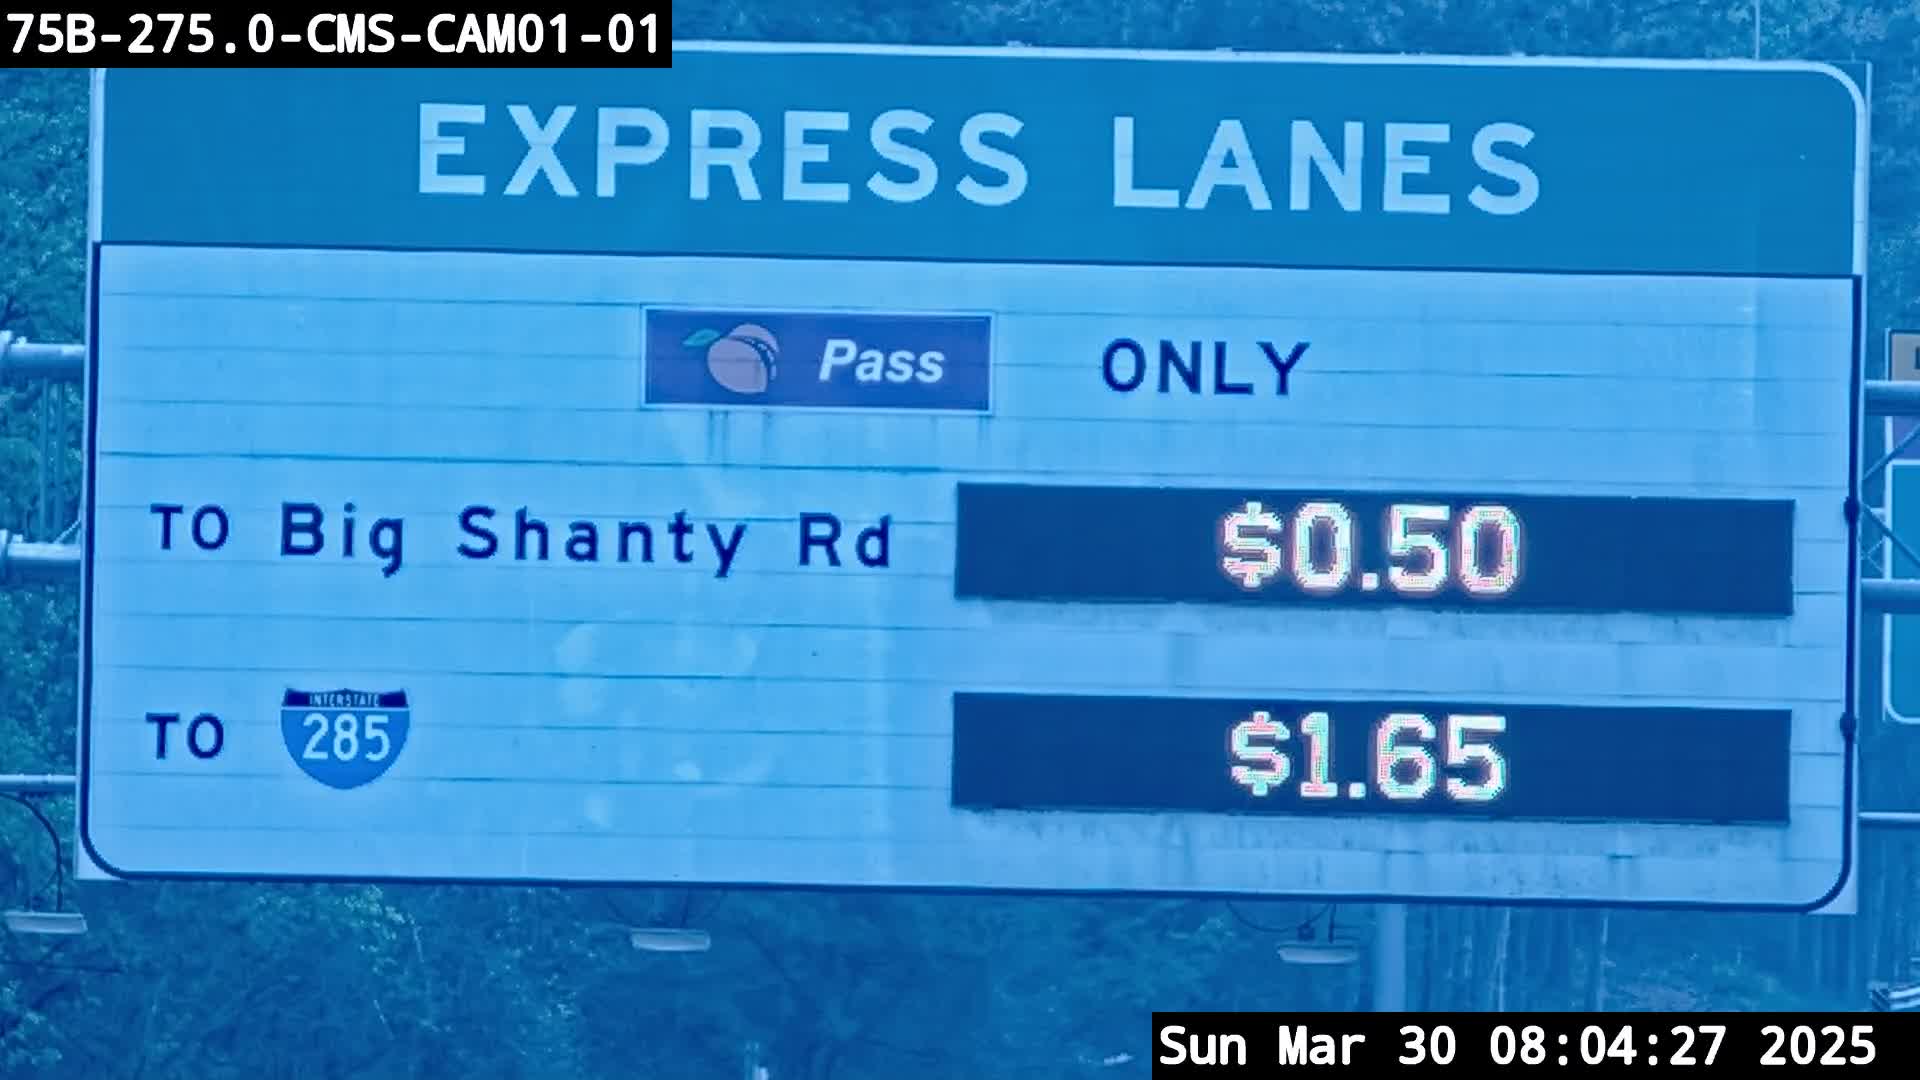 75B-275.0-CMS-CAM01-01
EXPRESS LANES
Pass ONLY
TO Big Shanty Rd $0.50
TO INTERSTATE 285 $1.65
Sun Mar 30 08:04:27 2025